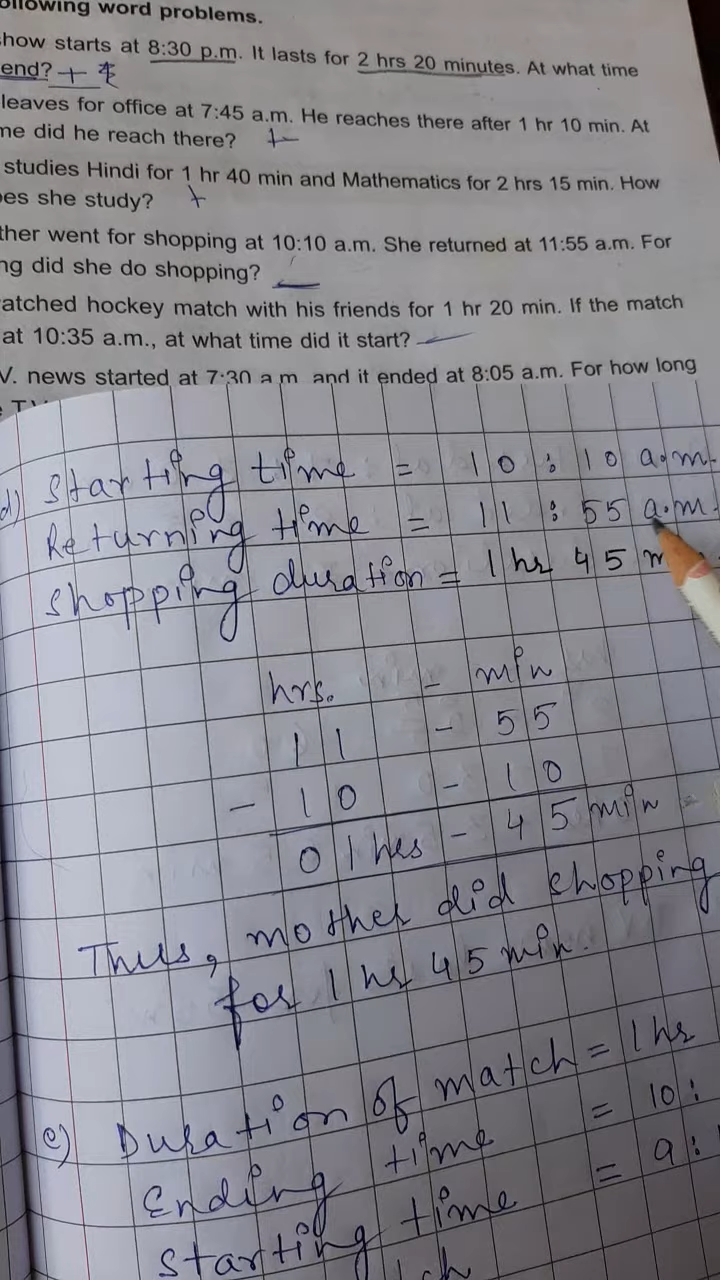 ollowing word problems.
how starts at 8:30 p.m. It lasts for 2 hrs 20 minutes. At what time
end? +
leaves for office at 7:45 a.m. He reaches there after 1 hr 10 min. At
me did he reach there? +
studies Hindi for 1 hr 40 min and Mathematics for 2 hrs 15 min. How
oes she study? +
ther went for shopping at 10:10 a.m. She returned at 11:55 a.m. For
ng did she do shopping? —
atched hockey match with his friends for 1 hr 20 min. If the match
at 10:35 a.m., at what time did it start? —
V. news started at 7:30 a.m. and it ended at 8:05 a.m. For how long
d) Starting time = 10 : 10 a.m.
Returning time = 11 : 55 a.m.
shopping duration = 1 hr 45 m
hrs. - min
11 - 55
- 10 - 10
01 hrs - 45 min
Thus, mother did shopping
for 1 hr 45 min.
e) Duration of match = 1 hr
Ending time = 10 :
starting time = 9 :